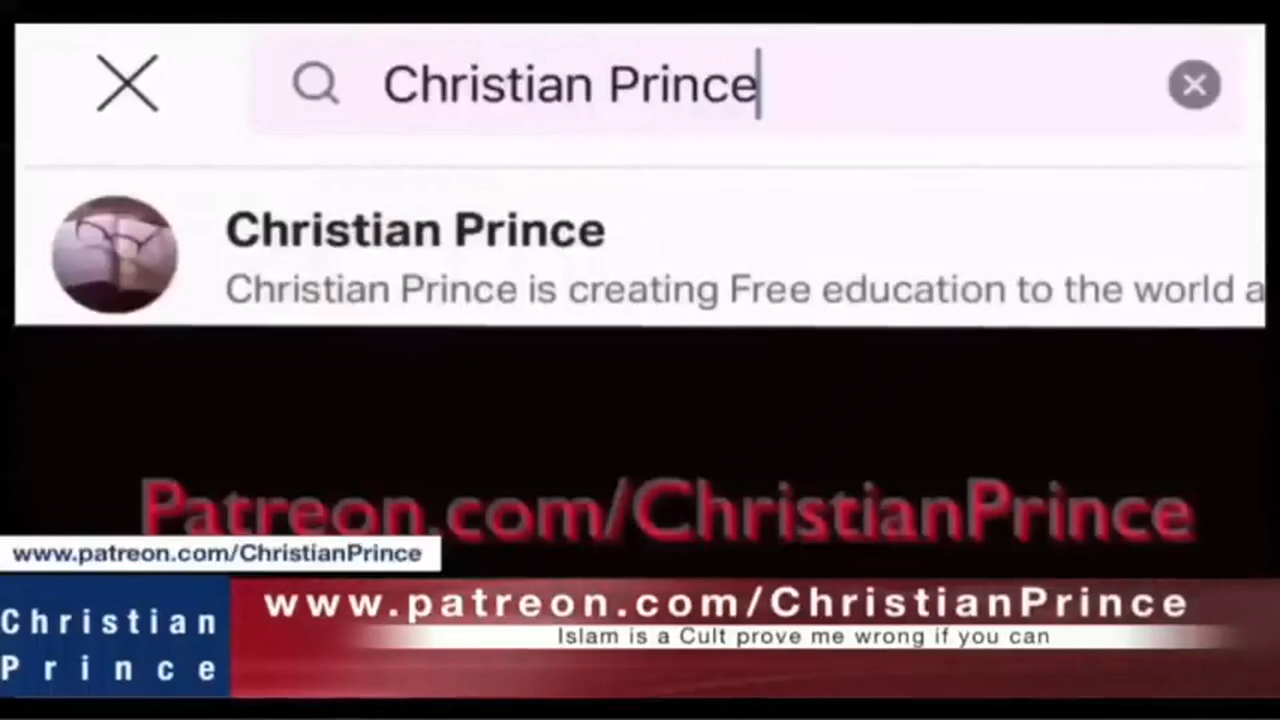 Christian Prince
Christian Prince
Christian Prince is creating Free education to the world a
Patreon.com/ChristianPrince
www.patreon.com/ChristianPrince
Christian
Prince
www.patreon.com/ChristianPrince
Islam is a Cult prove me wrong if you can